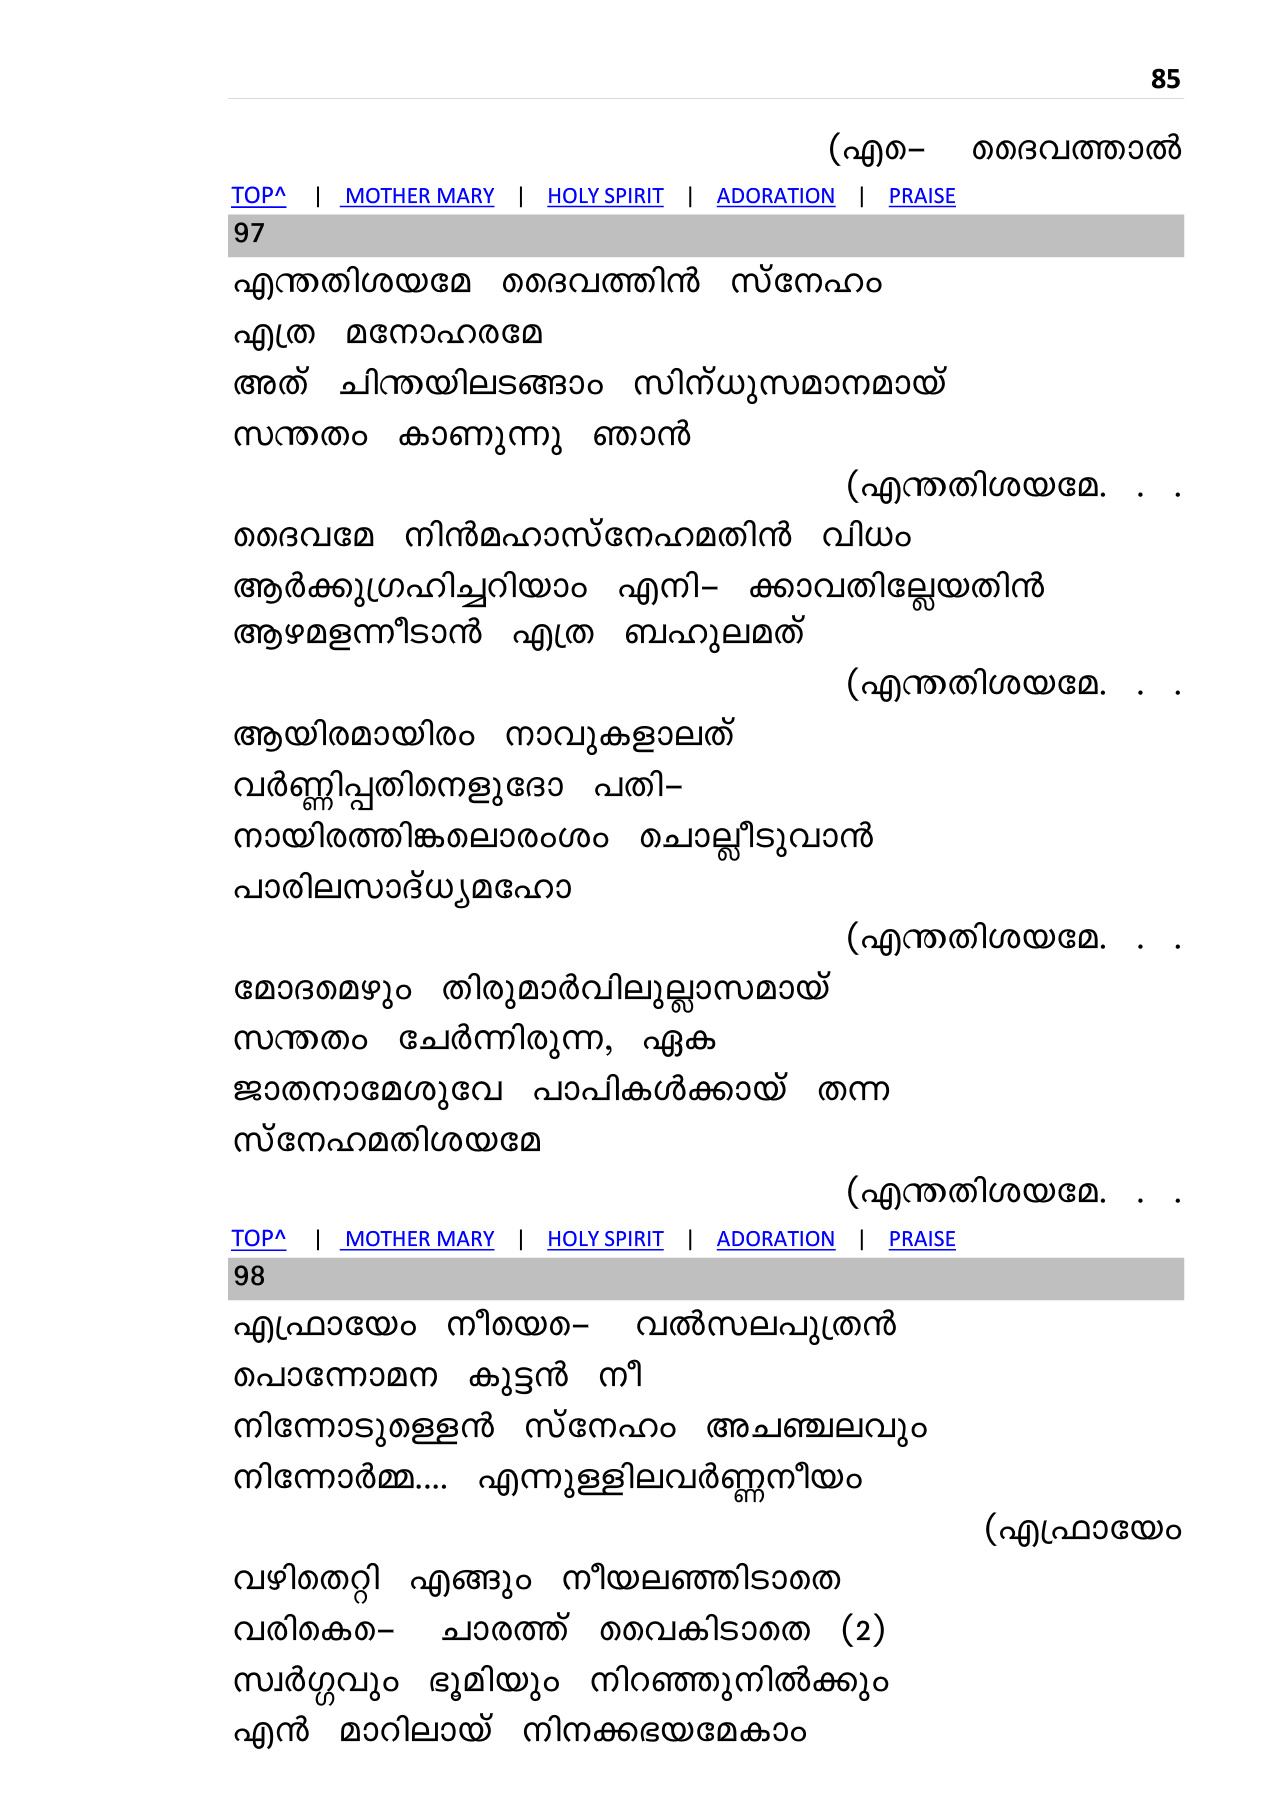 85
(എ െ– ദൈവത്താൽ
TOP^ | MOTHER MARY | HOLY SPIRIT | ADORATION | PRAISE
97
എന്തതിശയമേ ദൈവത്തിൻ സ്നേഹം
എത്ര മനോഹരമേ
അത് ചിന്തയിലടങ്ങാം സിന്ധുസമാനമായ്
സന്തതം കാണുന്നു ഞാൻ
(എന്തതിശയമേ. . .
ദൈവമേ നിൻമഹാസ്നേഹമതിൻ വിധം
ആർക്കുഗ്രഹിച്ചറിയാം എനി– ക്കാവതില്ലേയതിൻ
ആഴമളന്നീടാൻ എത്ര ബഹുലമത്
(എന്തതിശയമേ. . .
ആയിരമായിരം നാവുകളാലത്
വർണ്ണിപ്പതിനെളുദോ പതി–
നായിരത്തിങ്കലൊരംശം ചൊല്ലീടുവാൻ
പാരിലസാദ്ധ്യമഹോ
(എന്തതിശയമേ. . .
മോദമെഴും തിരുമാർവിലുല്ലാസമായ്
സന്തതം ചേർന്നിരുന്ന, ഏക
ജാതനാമേശുവേ പാപികൾക്കായ് തന്ന
സ്നേഹമതിശയമേ
(എന്തതിശയമേ. . .
TOP^ | MOTHER MARY | HOLY SPIRIT | ADORATION | PRAISE
98
എഫ്രായേം നീയെ െ– വൽസലപുത്രൻ
പൊന്നോമന കുട്ടൻ നീ
നിന്നോടുള്ളെൻ സ്നേഹം അചഞ്ചലവും
നിന്നോർമ്മ.... എന്നുള്ളിലവർണ്ണനീയം
(എഫ്രായേം
വഴിതെറ്റി എങ്ങും നീയലഞ്ഞിടാതെ
വരികെ െ– ചാരത്ത് വൈകിടാതെ (2)
സ്വർഗ്ഗവും ഭൂമിയും നിറഞ്ഞുനിൽക്കും
എൻ മാറിലായ് നിനക്കഭയമേകാം